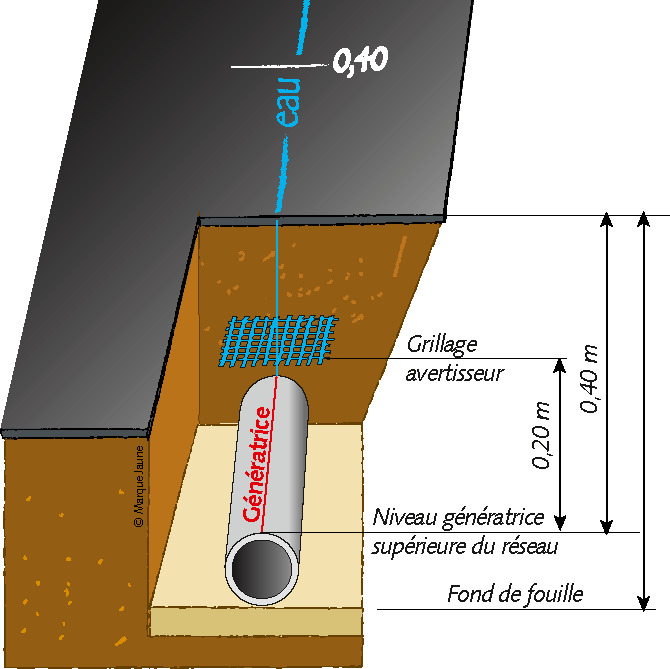 0,40
eau
Grillage
avertisseur
0,40 m
0,20 m
Génératrice
© MarqueJaune
Niveau génératrice
supérieure du réseau
Fond de fouille